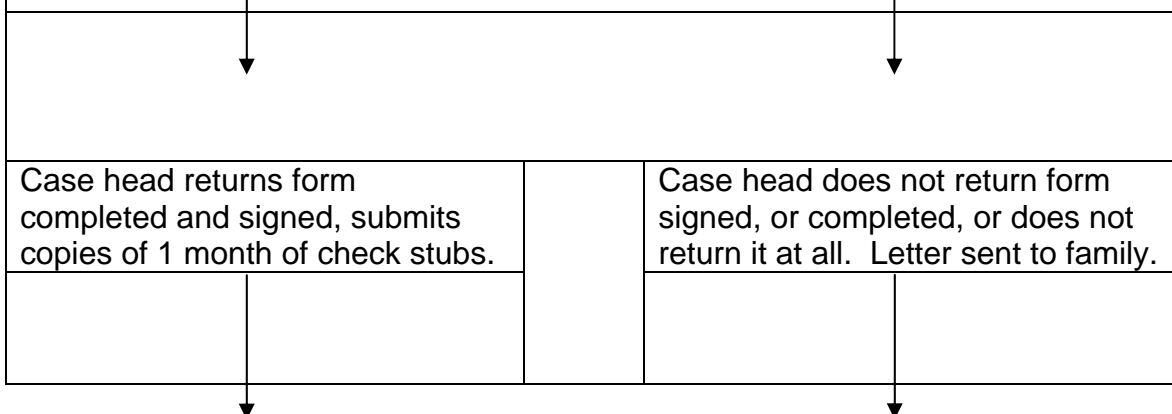 Case head returns form
completed and signed, submits
copies of 1 month of check stubs.
Case head does not return form
signed, or completed, or does not
return it at all.  Letter sent to family.